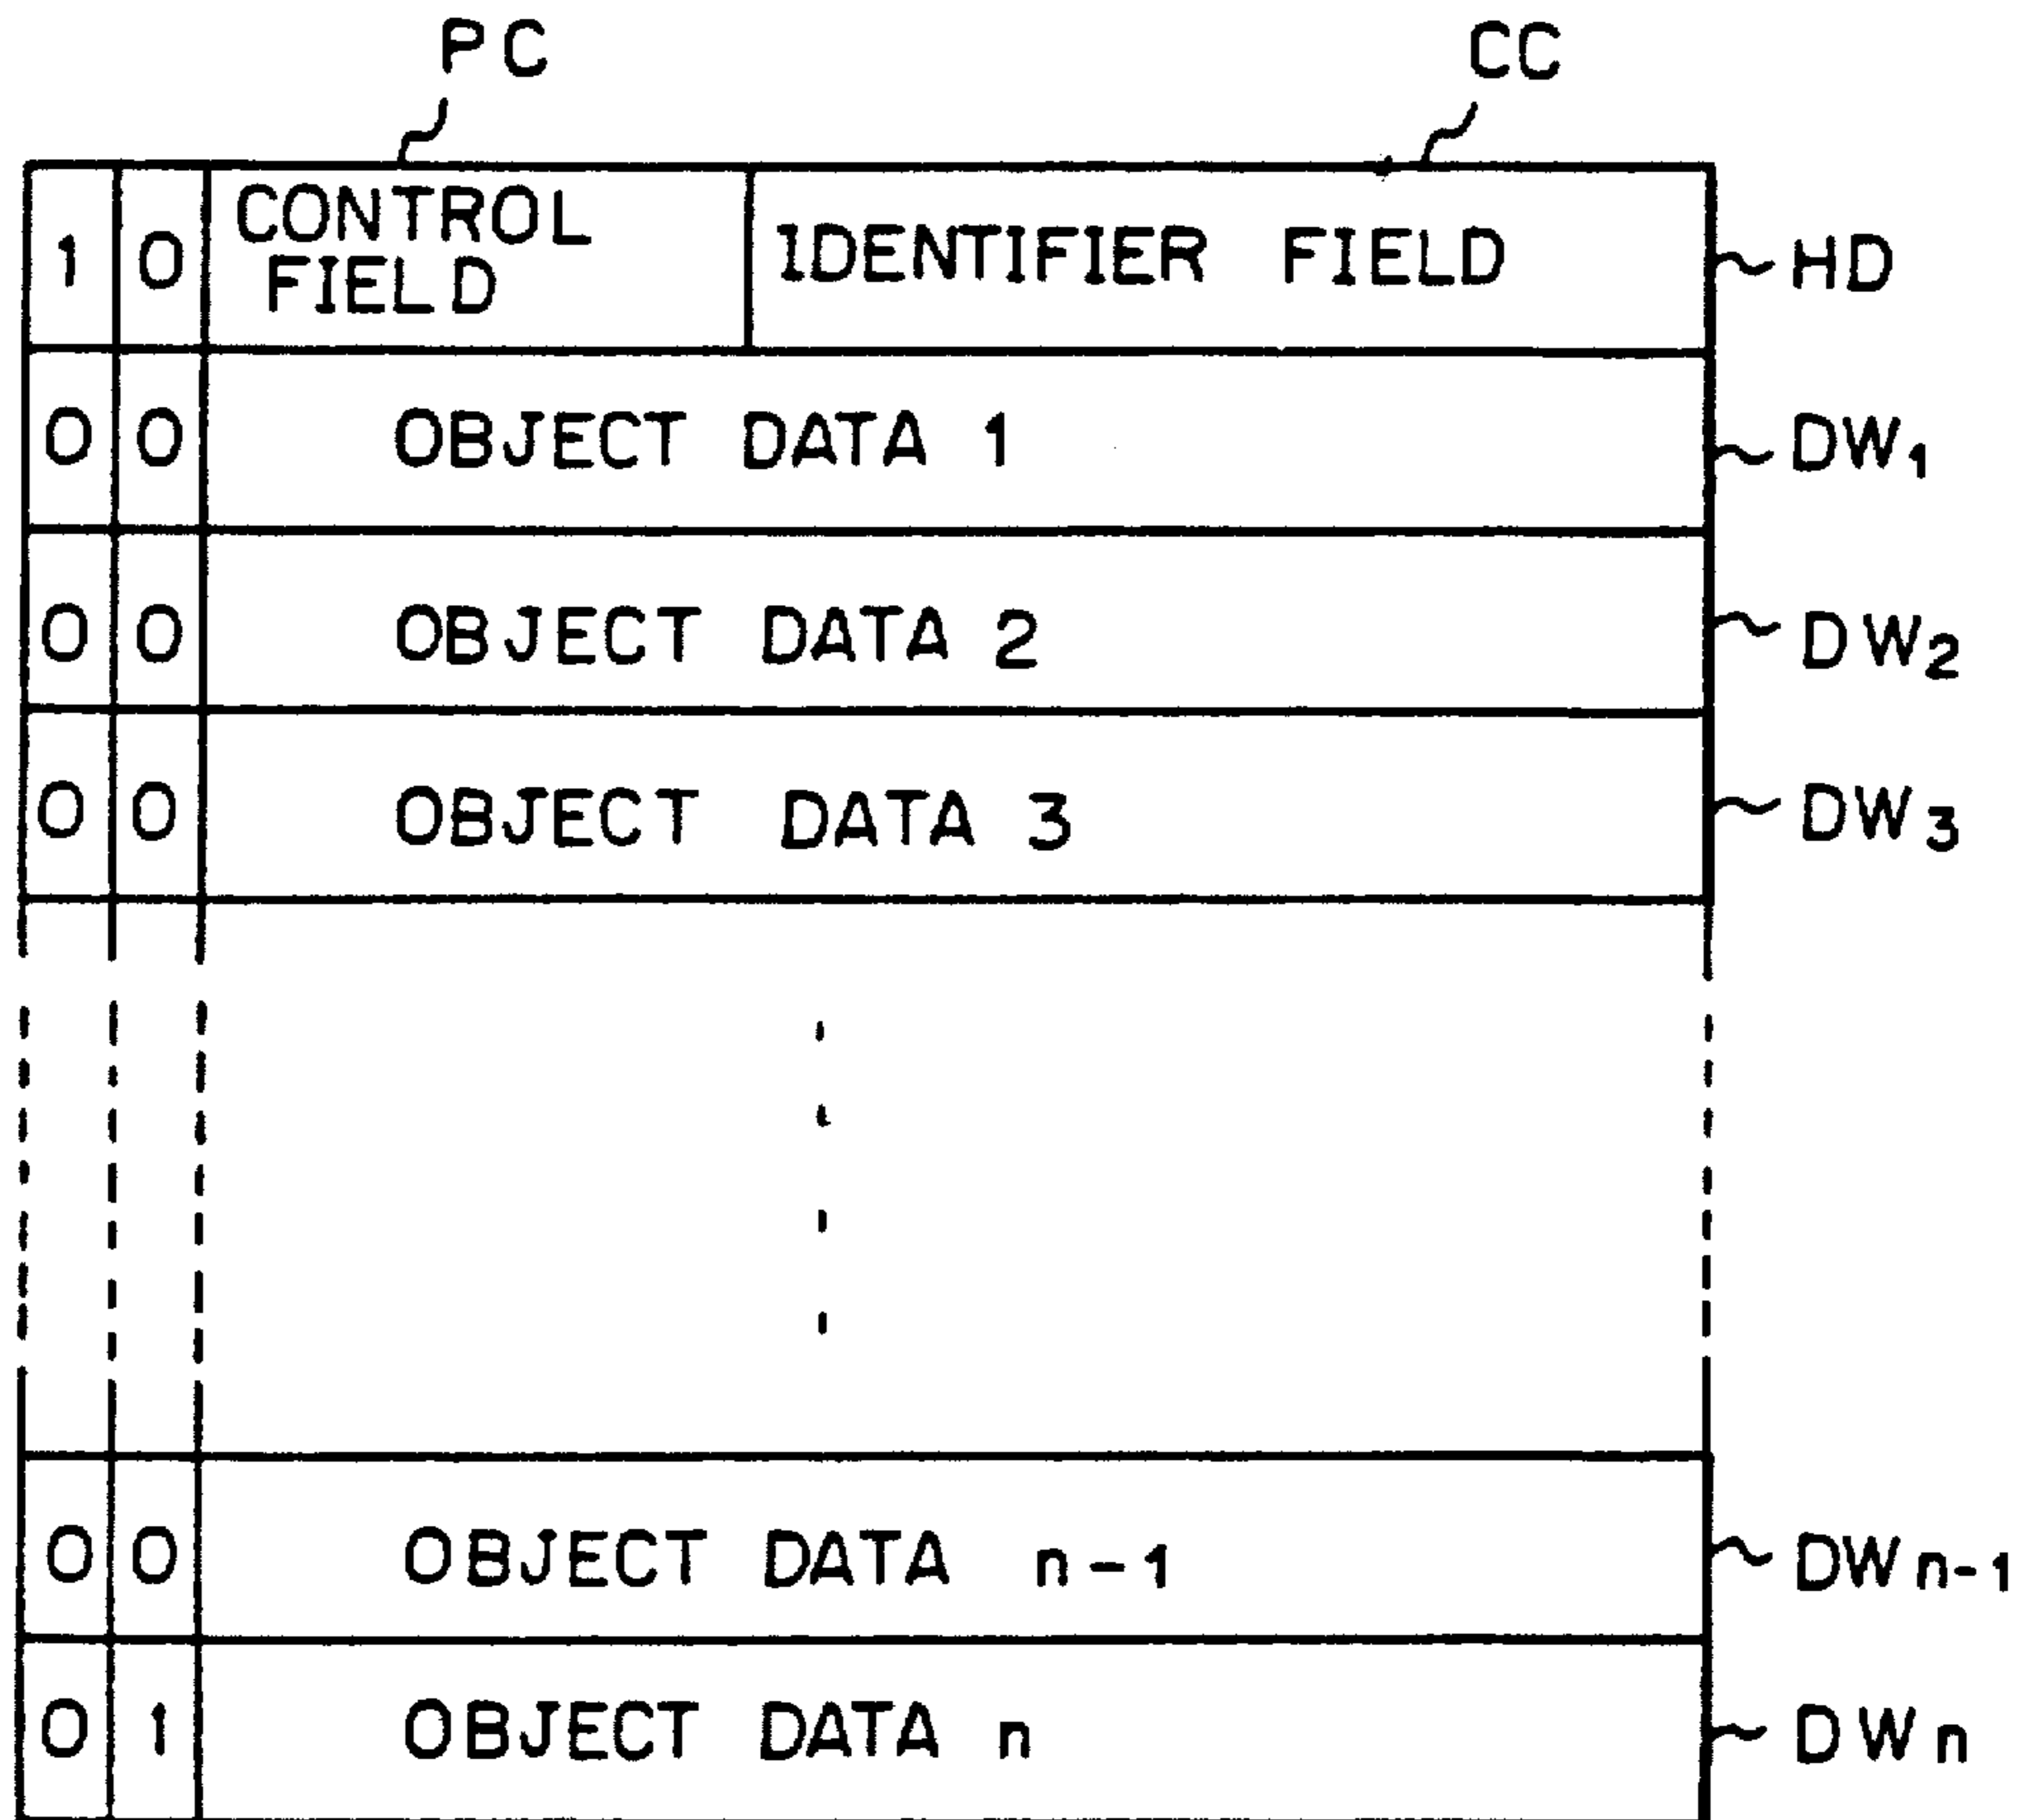 PC CC
1 0 CONTROL FIELD IDENTIFIER FIELD HD
0 0 OBJECT DATA 1 DW1
0 0 OBJECT DATA 2 DW2
0 0 OBJECT DATA 3 DW3
0 0 OBJECT DATA n-1 DWn-1
0 1 OBJECT DATA n DWn